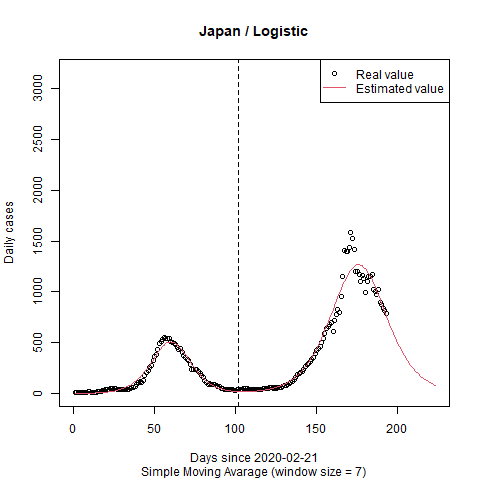 Japan / Logistic
Real value
Estimated value
3000
2500
2000
1500
1000
500
0
Daily cases
0 50 100 150 200
Days since 2020-02-21
Simple Moving Avarage (window size = 7)